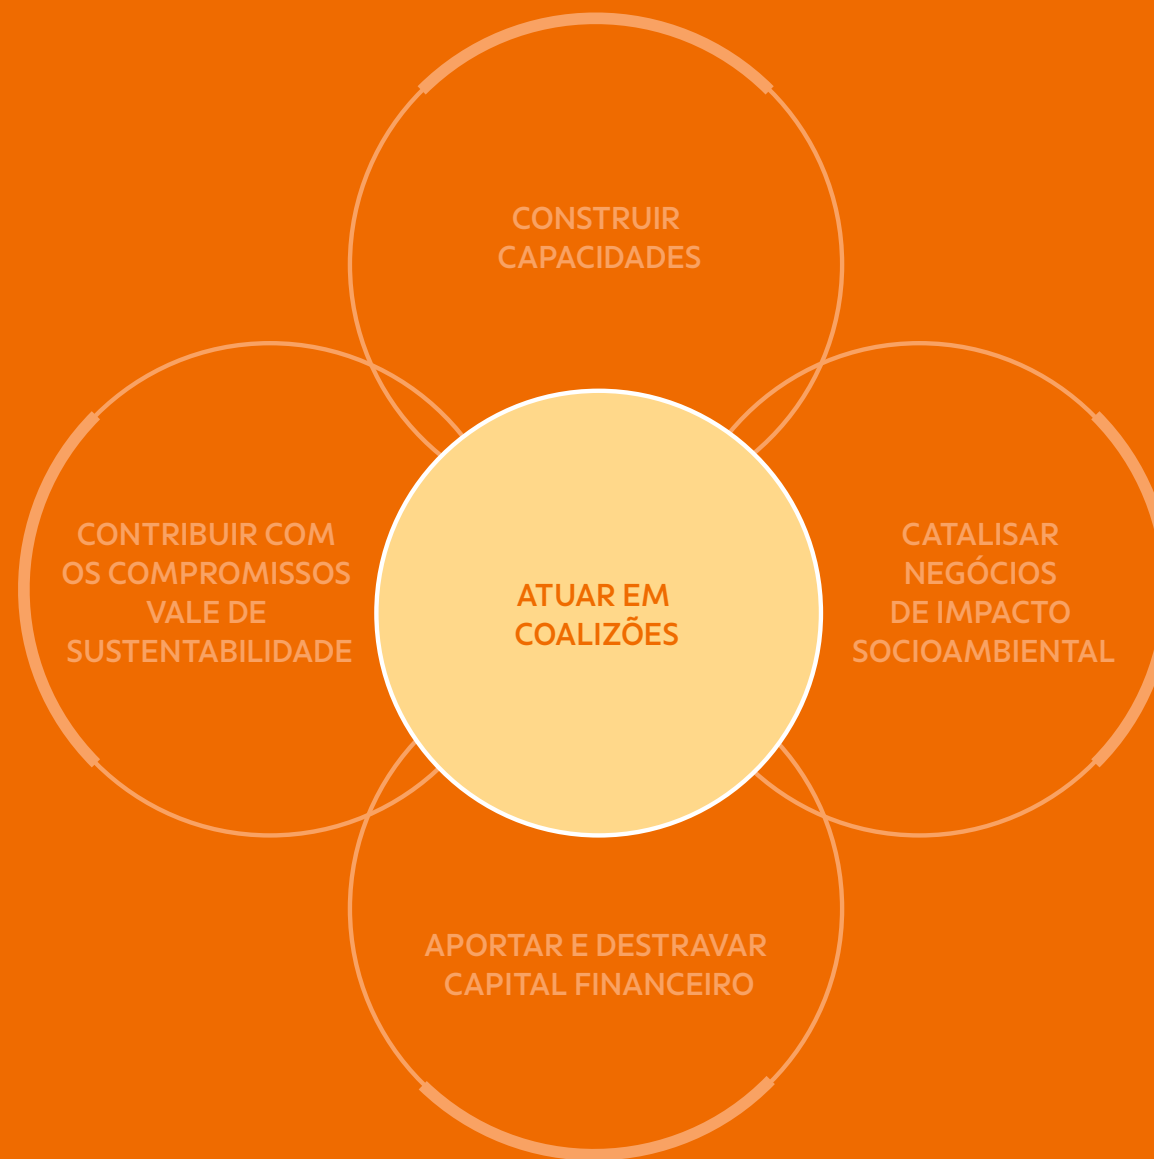 CONSTRUIR
CAPACIDADES
CONTRIBUIR COM
OS COMPROMISSOS
VALE DE
SUSTENTABILIDADE
ATUAR EM
COALIZÕES
CATALISAR
NEGÓCIOS
DE IMPACTO
SOCIOAMBIENTAL
APORTAR E DESTRAVAR
CAPITAL FINANCEIRO